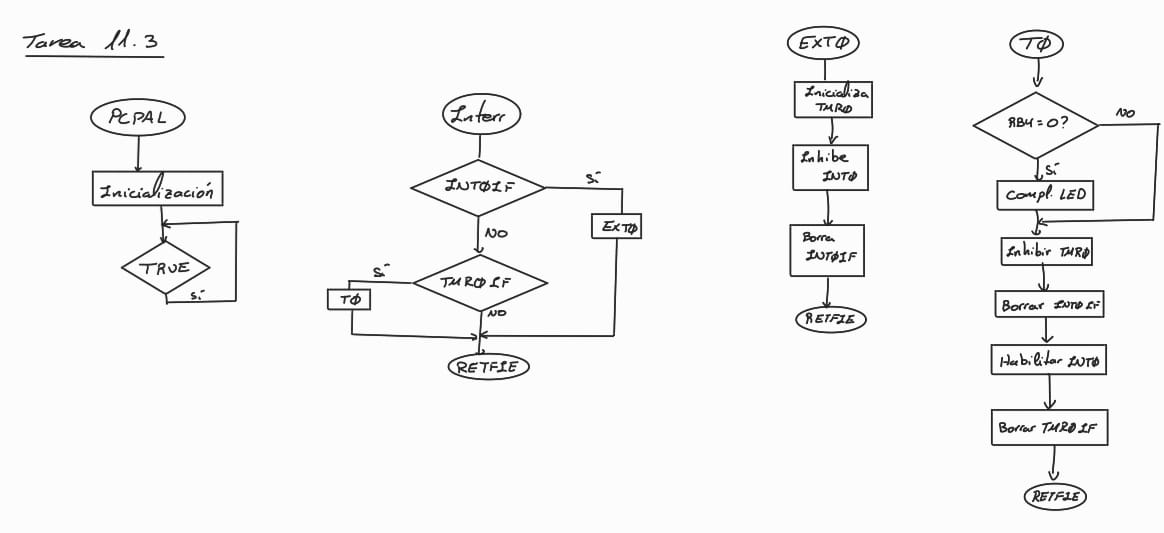 Tarea 11.3
PCPAL
Inicialización
TRUE
sí
Interr
INTØIF
sí
EXTØ
NO
TMRØIF
sí
TØ
NO
RETFIE
EXTØ
Inicializa
TMRØ
Inhibe
INTØ
Borra
INTØIF
RETFIE
TØ
RB4=0?
NO
sí
Compl. LED
Inhibir TMRØ
Borrar INTØIF
Habilitar INTØ
Borrar TMRØIF
RETFIE